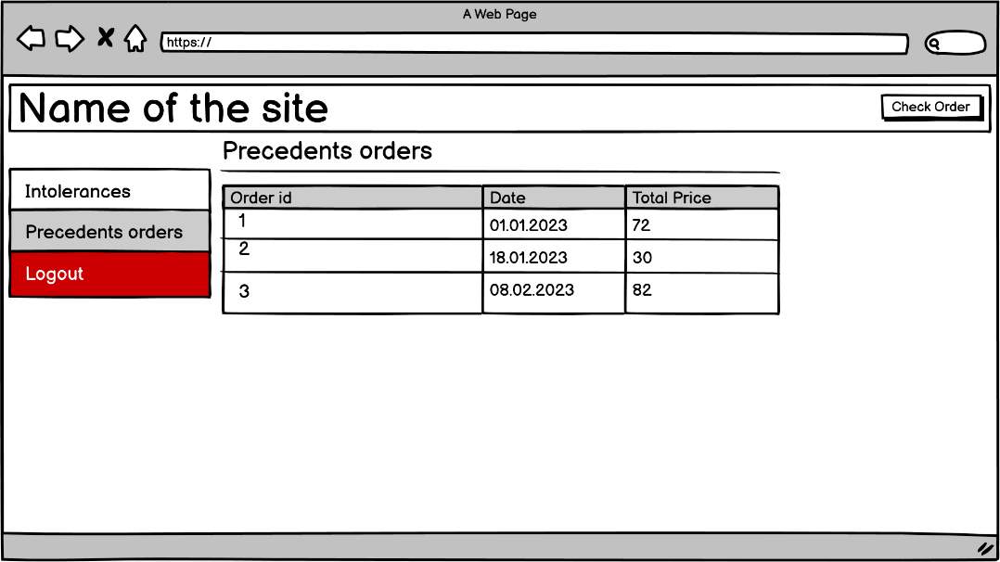 A Web Page
https://
Name of the site
Check Order
Precedents orders
Intolerances
Precedents orders
Logout
Order id Date Total Price
1 01.01.2023 72
2 18.01.2023 30
3 08.02.2023 82